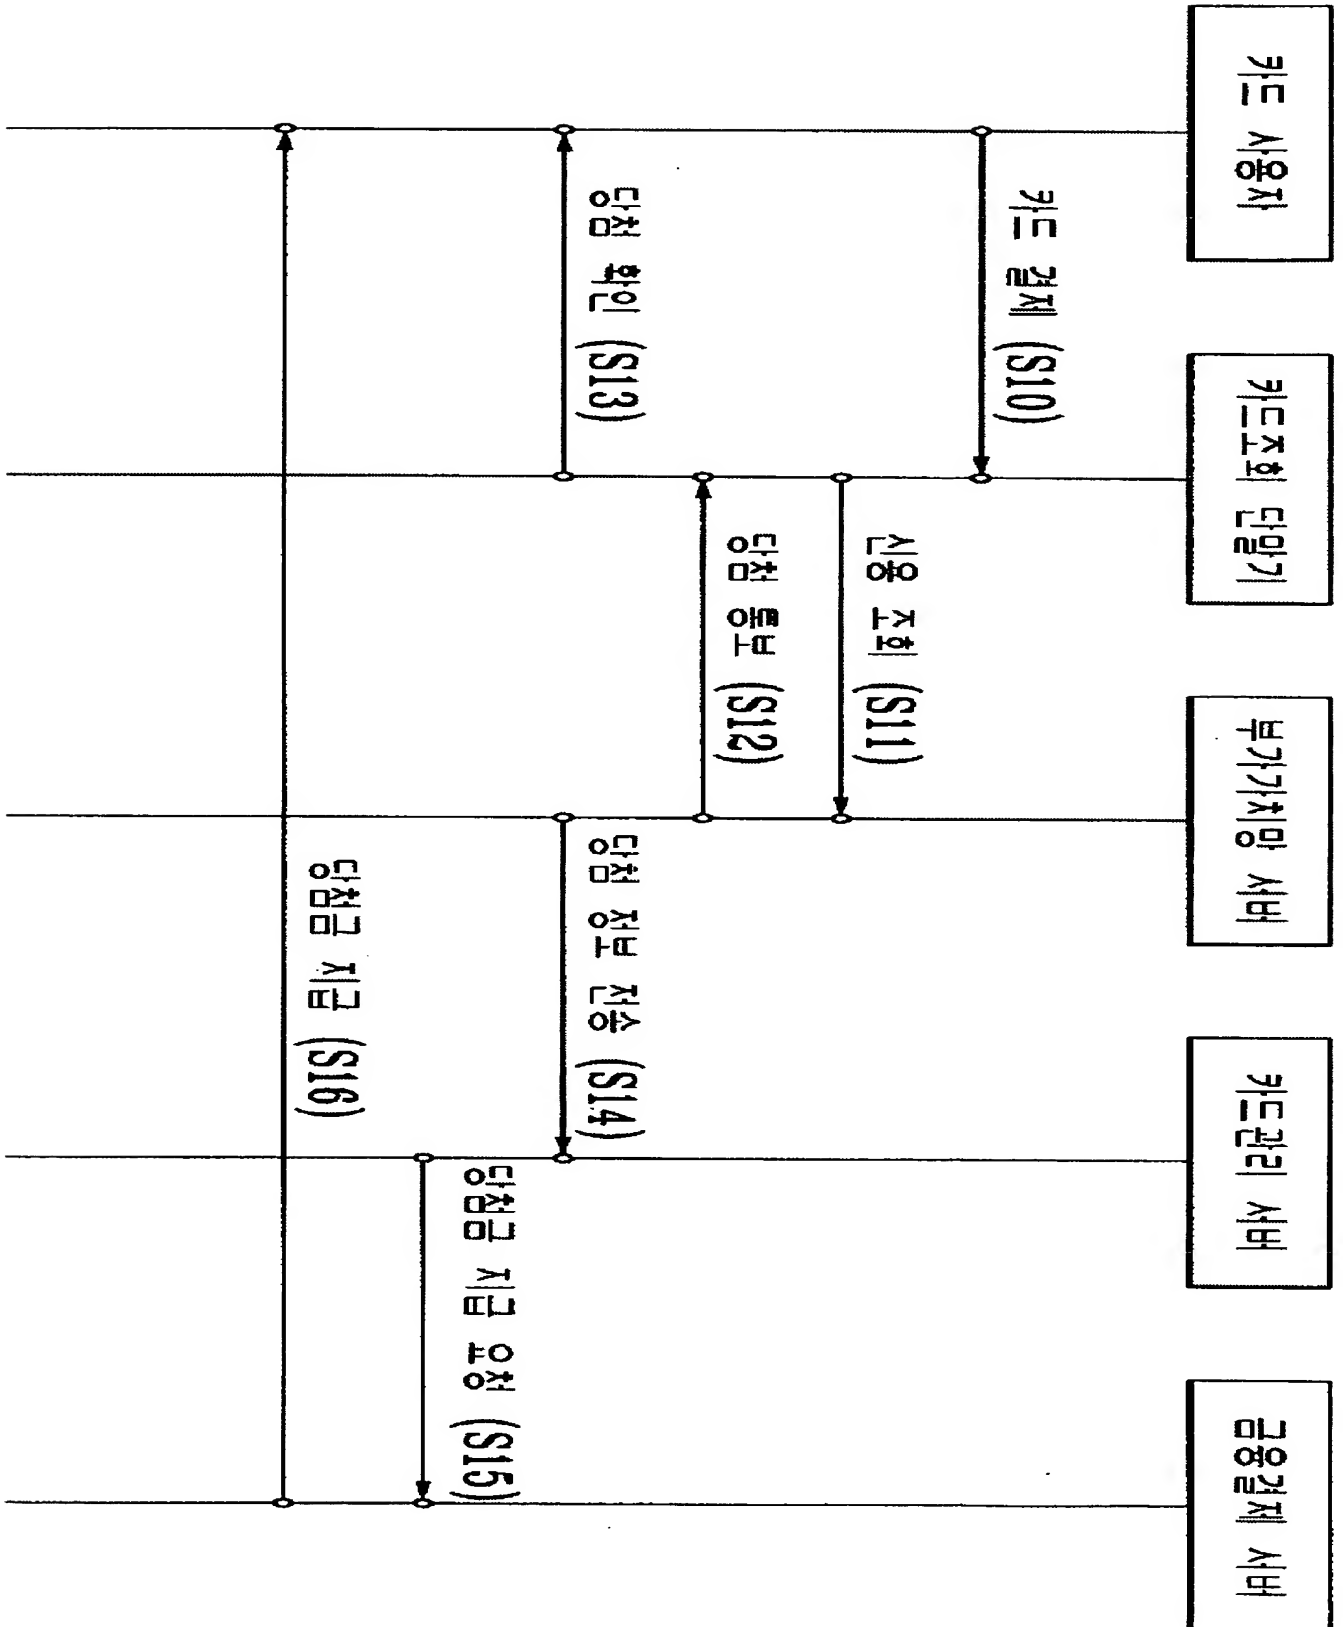 카드 사용자
카드조회 단말기
부가가치망 서버
카드관리 서버
금융결제 서버
카드 결제 (S10)
신용 조회 (S11)
당첨 통보 (S12)
당첨 확인 (S13)
당첨 정보 전송 (S14)
당첨금 지급 요청 (S15)
당첨금 지급 (S16)